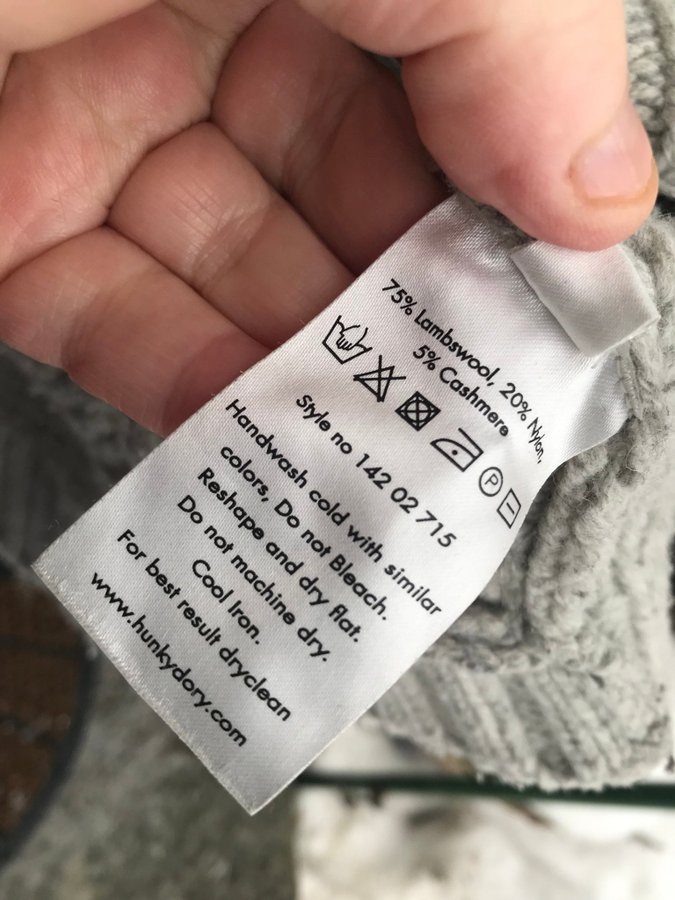 75% Lambswool, 20% Nylon,
5% Cashmere
P
Style no 142 02 715
Handwash cold with similar
colors, Do not Bleach.
Reshape and dry flat.
Do not machine dry.
Cool Iron.
For best result dryclean
www.hunkydory.com